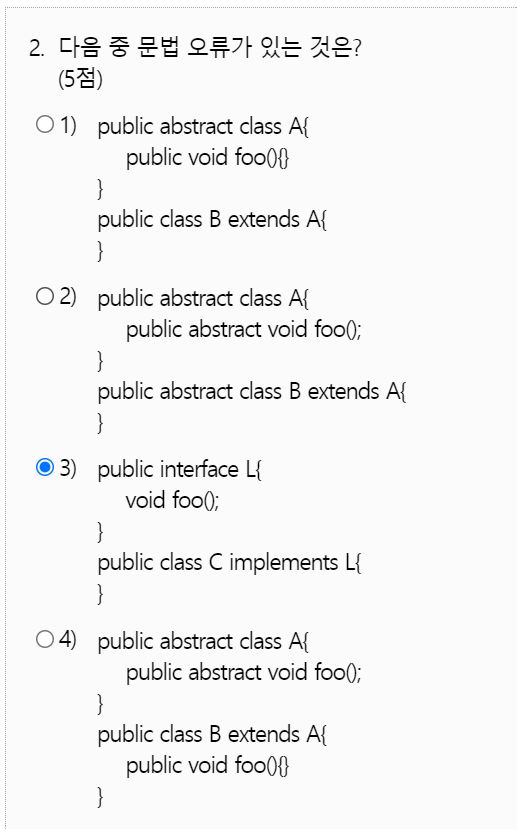 2. 다음 중 문법 오류가 있는 것은?
(5점)
1) public abstract class A{
public void foo(){}
}
public class B extends A{
}
2) public abstract class A{
public abstract void foo();
}
public abstract class B extends A{
}
3) public interface L{
void foo();
}
public class C implements L{
}
4) public abstract class A{
public abstract void foo();
}
public class B extends A{
public void foo(){}
}